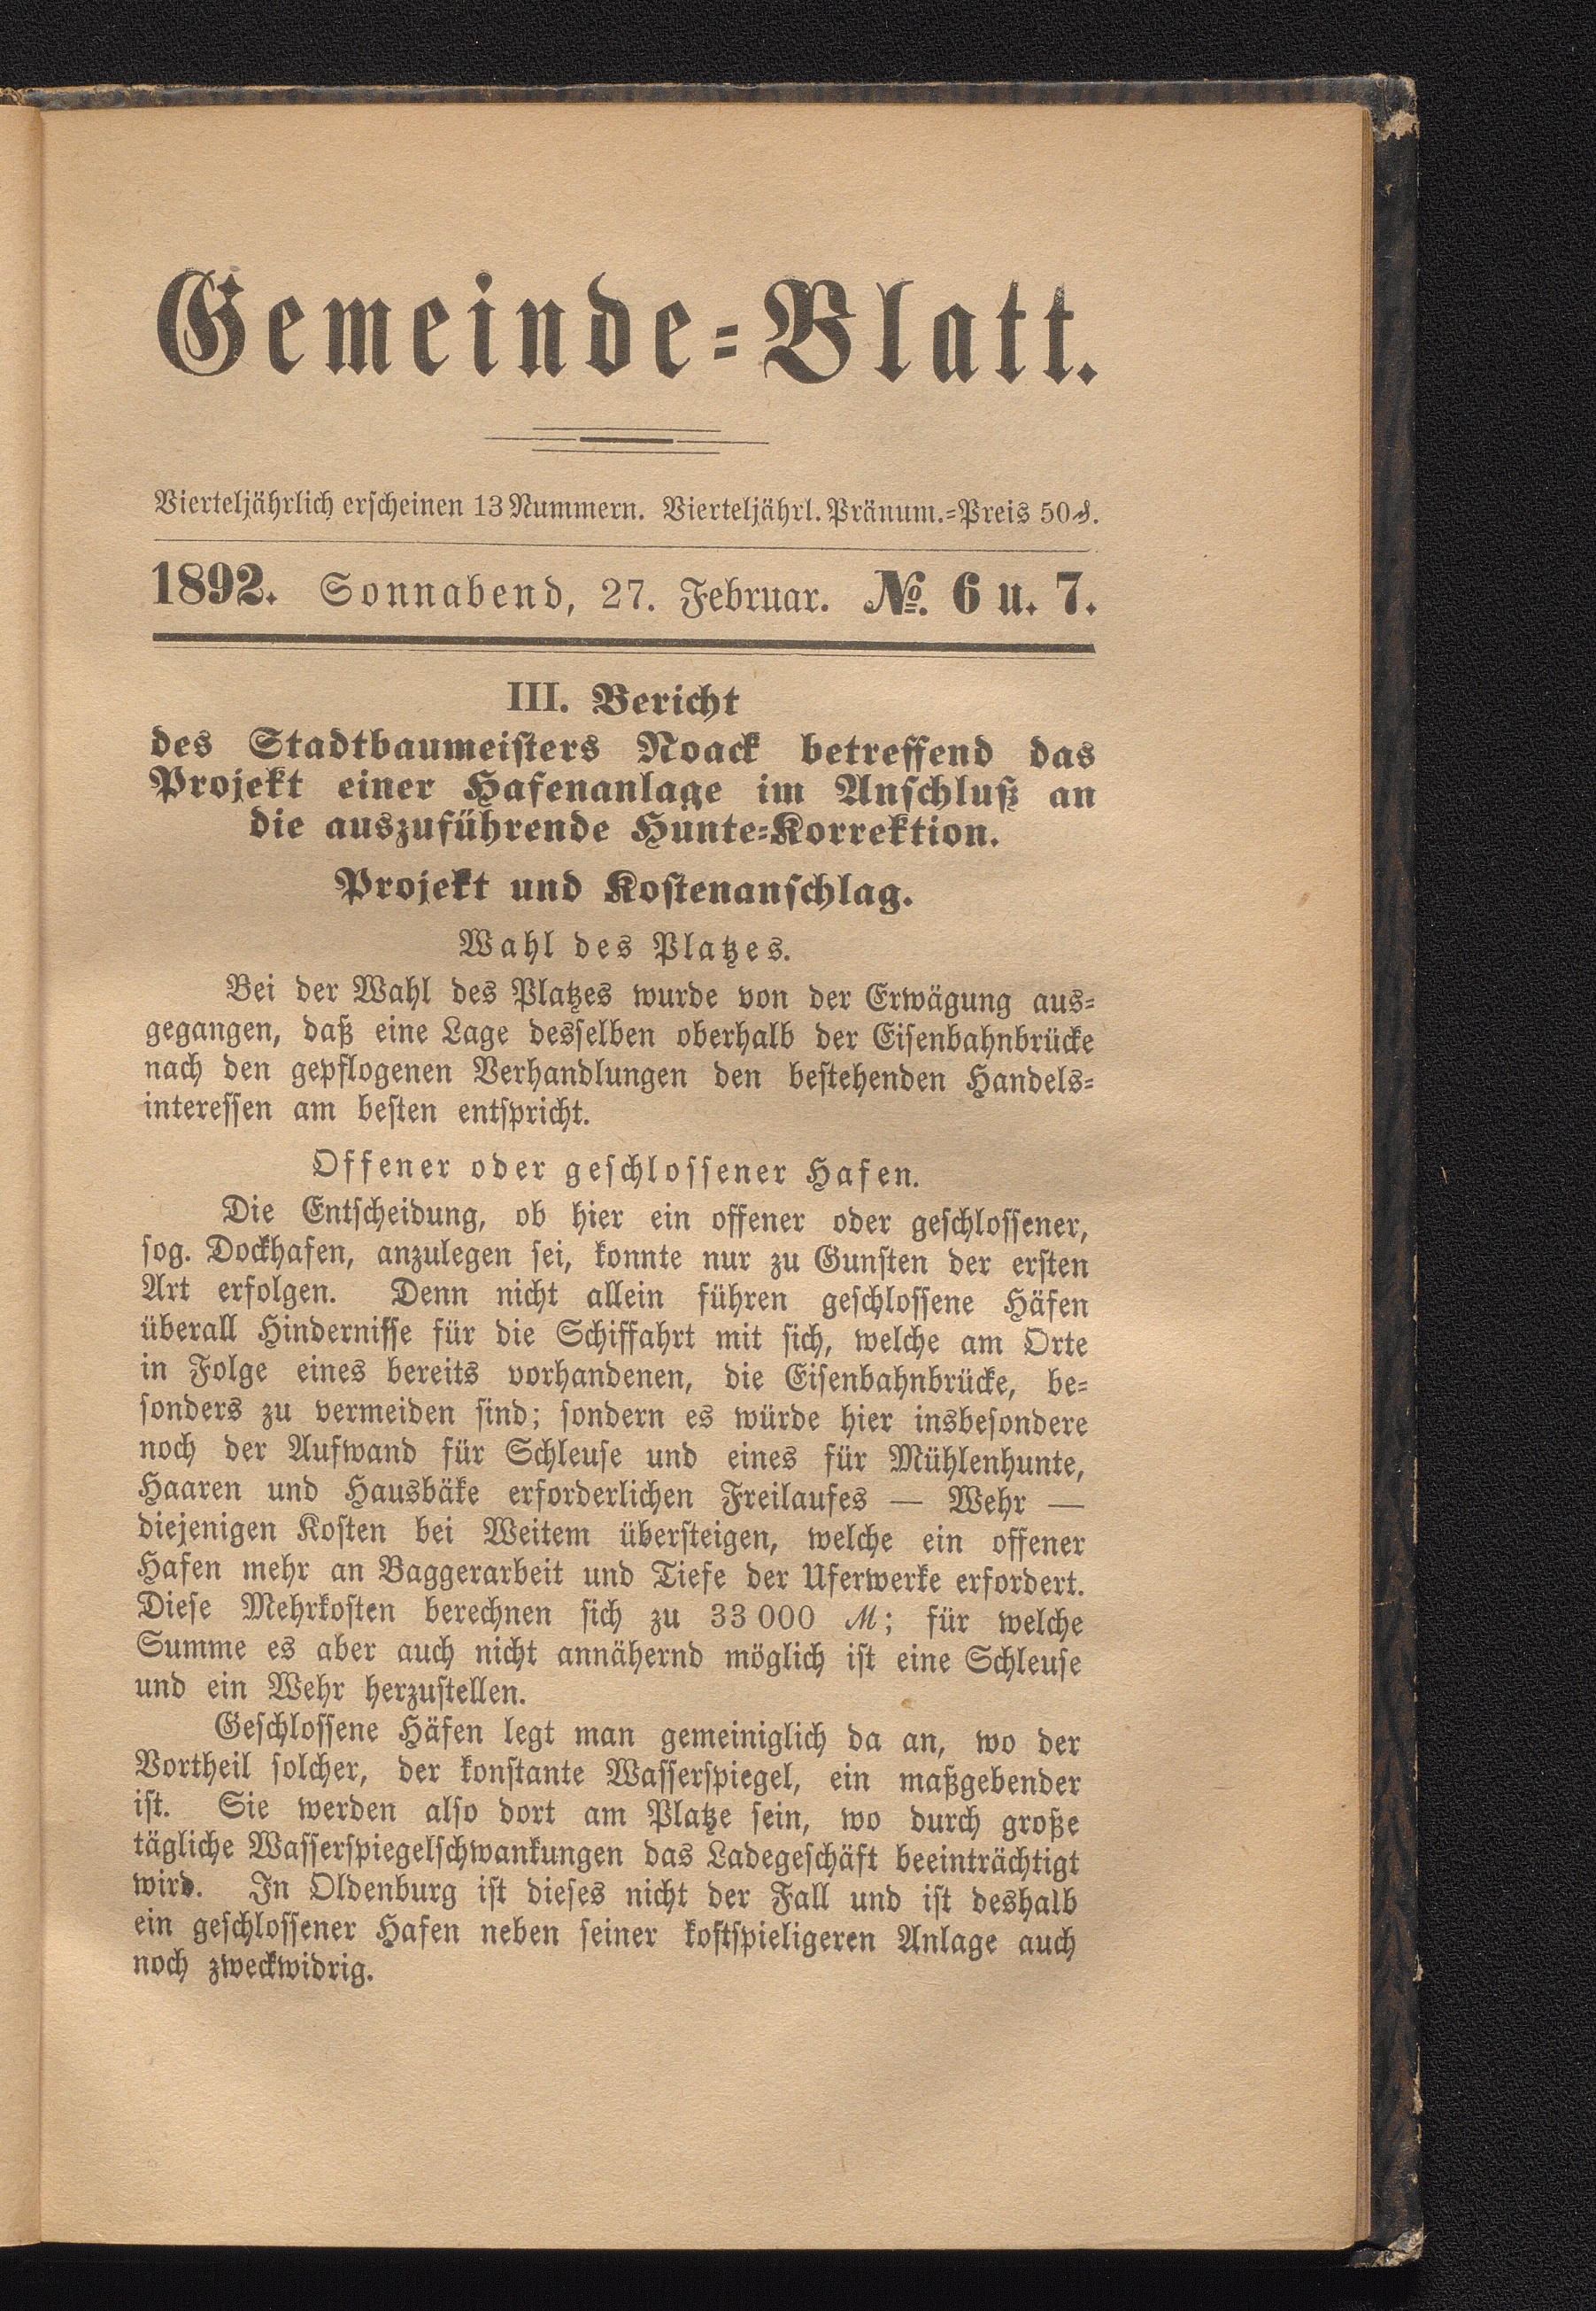 Gemeinde-Blatt.
Vierteljährlich erscheinen 13 Nummern. Vierteljährl. Pränum.-Preis 50 ₰.
1892. Sonnabend, 27. Februar. №. 6 u. 7.
III. Bericht
des Stadtbaumeisters Noack betreffend das
Projekt einer Hafenanlage im Anschluß an
die auszuführende Hunte-Korrektion.
Projekt und Kostenanschlag.
Wahl des Platzes.
Bei der Wahl des Platzes wurde von der Erwägung aus-
gegangen, daß eine Lage desselben oberhalb der Eisenbahnbrücke
nach den gepflogenen Verhandlungen den bestehenden Handels-
interessen am besten entspricht.
Offener oder geschlossener Hafen.
Die Entscheidung, ob hier ein offener oder geschlossener,
sog. Dockhafen, anzulegen sei, konnte nur zu Gunsten der ersten
Art erfolgen. Denn nicht allein führen geschlossene Häfen
überall Hindernisse für die Schiffahrt mit sich, welche am Orte
in Folge eines bereits vorhandenen, die Eisenbahnbrücke, be-
sonders zu vermeiden sind; sondern es würde hier insbesondere
noch der Aufwand für Schleuse und eines für Mühlenhunte,
Haaren und Hausbäke erforderlichen Freilaufes — Wehr —
diejenigen Kosten bei Weitem übersteigen, welche ein offener
Hafen mehr an Baggerarbeit und Tiefe der Uferwerke erfordert.
Diese Mehrkosten berechnen sich zu 33 000 ℳ; für welche
Summe es aber auch nicht annähernd möglich ist eine Schleuse
und ein Wehr herzustellen.
Geschlossene Häfen legt man gemeiniglich da an, wo der
Vortheil solcher, der konstante Wasserspiegel, ein maßgebender
ist. Sie werden also dort am Platze sein, wo durch große
tägliche Wasserspiegelschwankungen das Ladegeschäft beeinträchtigt
wird. In Oldenburg ist dieses nicht der Fall und ist deshalb
ein geschlossener Hafen neben seiner kostspieligeren Anlage auch
noch zweckwidrig.